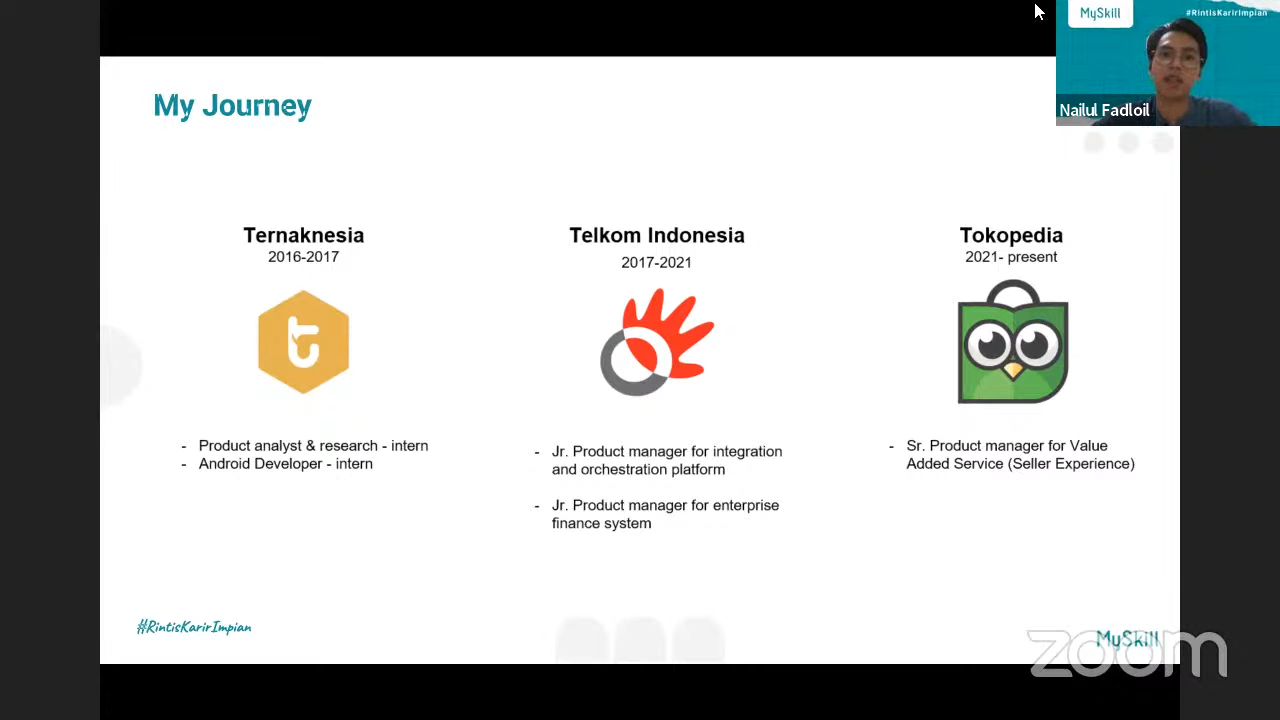 MySkill
#RintisKarirImpian
Nailul Fadloil
My Journey
Ternaknesia
2016-2017
- Product analyst & research - intern
- Android Developer - intern
Telkom Indonesia
2017-2021
- Jr. Product manager for integration
and orchestration platform
- Jr. Product manager for enterprise
finance system
Tokopedia
2021- present
- Sr. Product manager for Value
Added Service (Seller Experience)
#RintisKarirImpian
MySkill
zoom